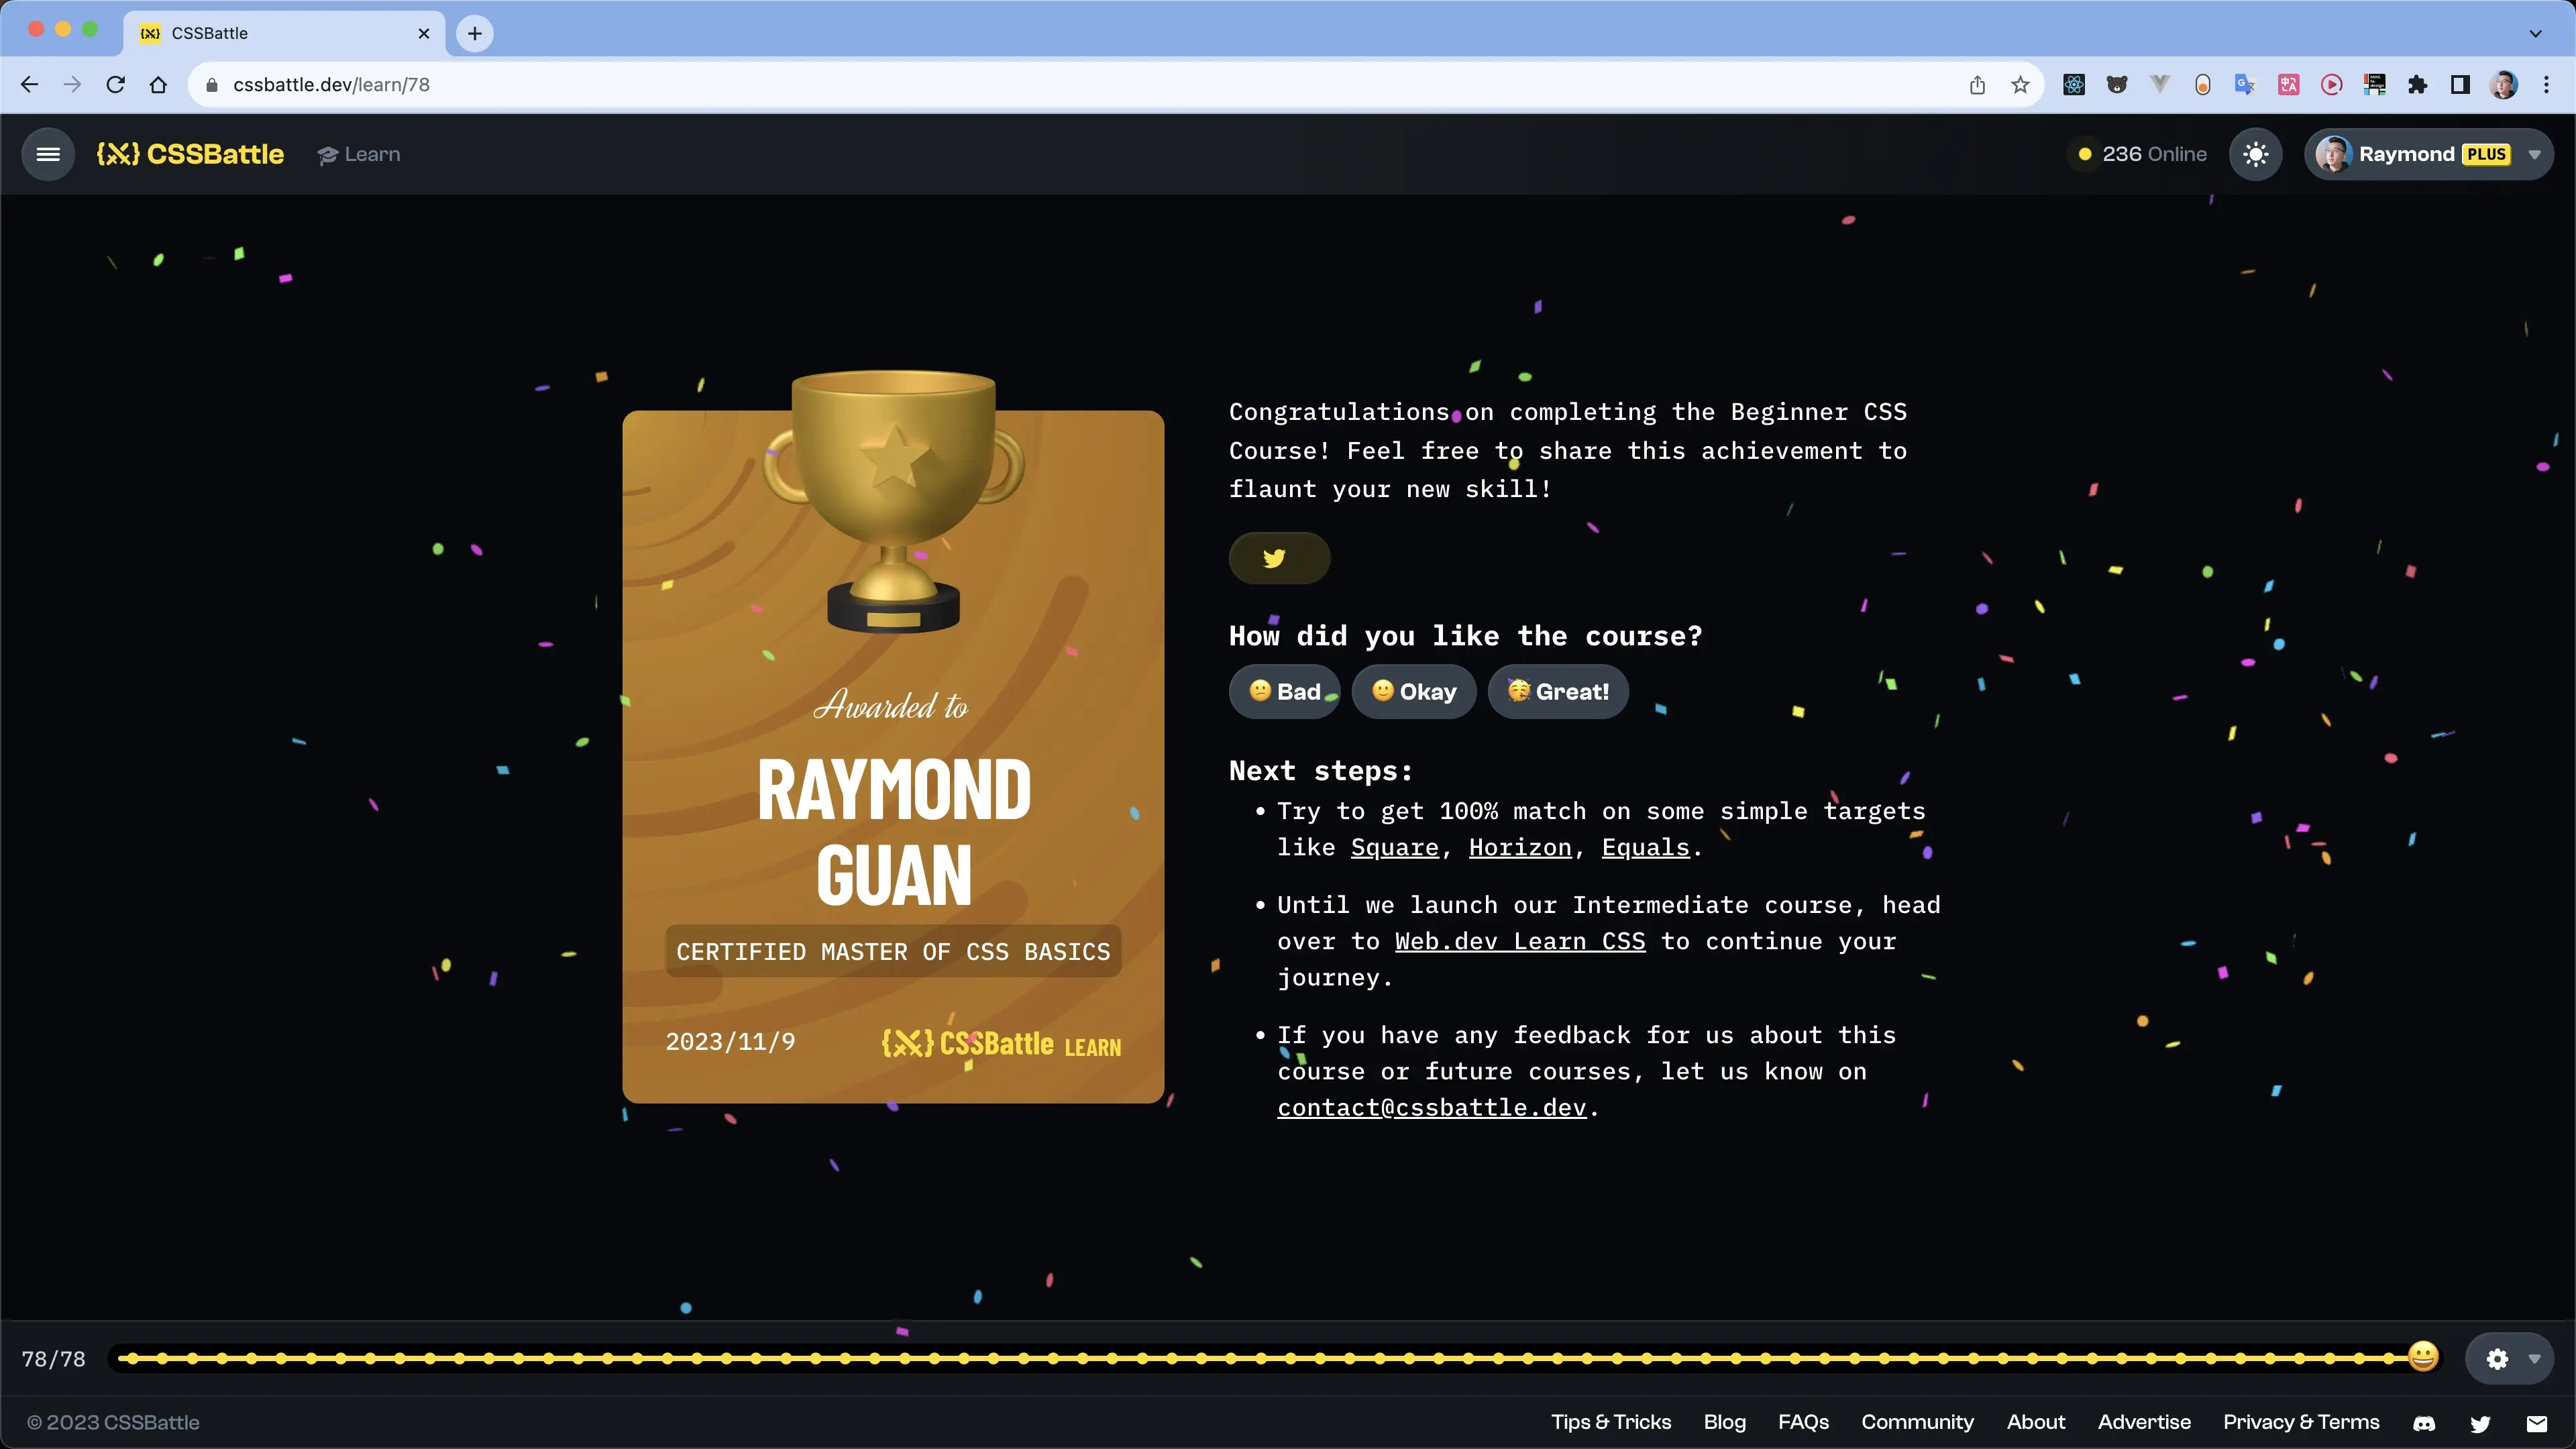 CSSBattle
cssbattle.dev/learn/78
{X} CSSBattle
Learn
236 Online
Raymond PLUS
Awarded to
RAYMOND
GUAN
CERTIFIED MASTER OF CSS BASICS
2023/11/9
{X} CSSBattle LEARN
Congratulations on completing the Beginner CSS
Course! Feel free to share this achievement to
flaunt your new skill!
How did you like the course?
Bad
Okay
Great!
Next steps:
• Try to get 100% match on some simple targets
like Square, Horizon, Equals.
• Until we launch our Intermediate course, head
over to Web.dev Learn CSS to continue your
journey.
• If you have any feedback for us about this
course or future courses, let us know on
contact@cssbattle.dev.
78/78
© 2023 CSSBattle
Tips & Tricks
Blog
FAQs
Community
About
Advertise
Privacy & Terms